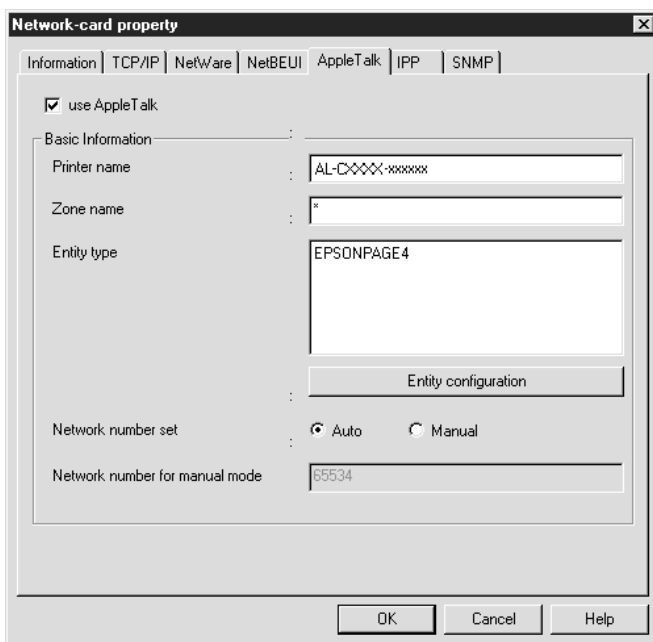 Network-card property
Information TCP/IP NetWare NetBEUI AppleTalk IPP SNMP
use AppleTalk
Basic Information :
Printer name : AL-CXXXX-xxxxxx
Zone name : *
Entity type EPSONPAGE4
: Entity configuration
Network number set : Auto Manual
Network number for manual mode 65534
OK Cancel Help